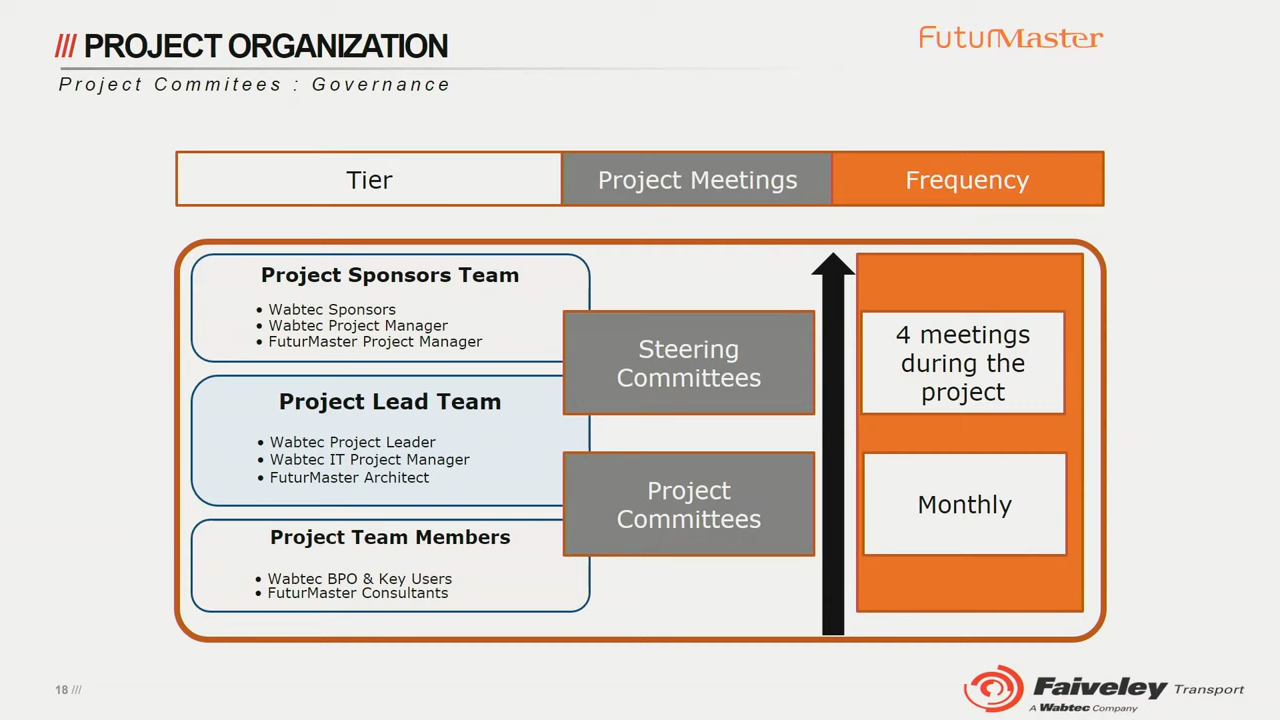 /// PROJECT ORGANIZATION
FuturMaster
Project Commitees : Governance
Tier
Project Meetings
Frequency
Project Sponsors Team
• Wabtec Sponsors
• Wabtec Project Manager
• FuturMaster Project Manager
Steering
Committees
4 meetings
during the
project
Project Lead Team
• Wabtec Project Leader
• Wabtec IT Project Manager
• FuturMaster Architect
Project
Committees
Monthly
Project Team Members
• Wabtec BPO & Key Users
• FuturMaster Consultants
18 ///
Faiveley Transport
A Wabtec Company